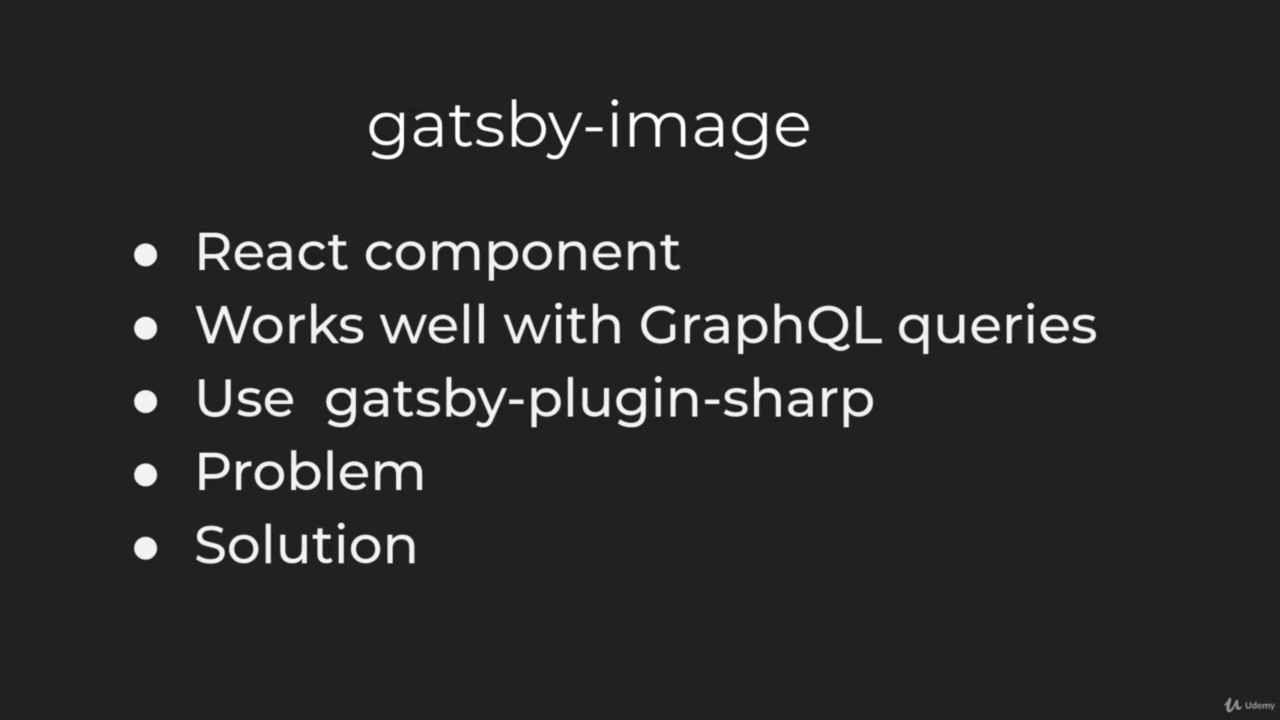 gatsby-image
● React component
● Works well with GraphQL queries
● Use gatsby-plugin-sharp
● Problem
● Solution
Udemy